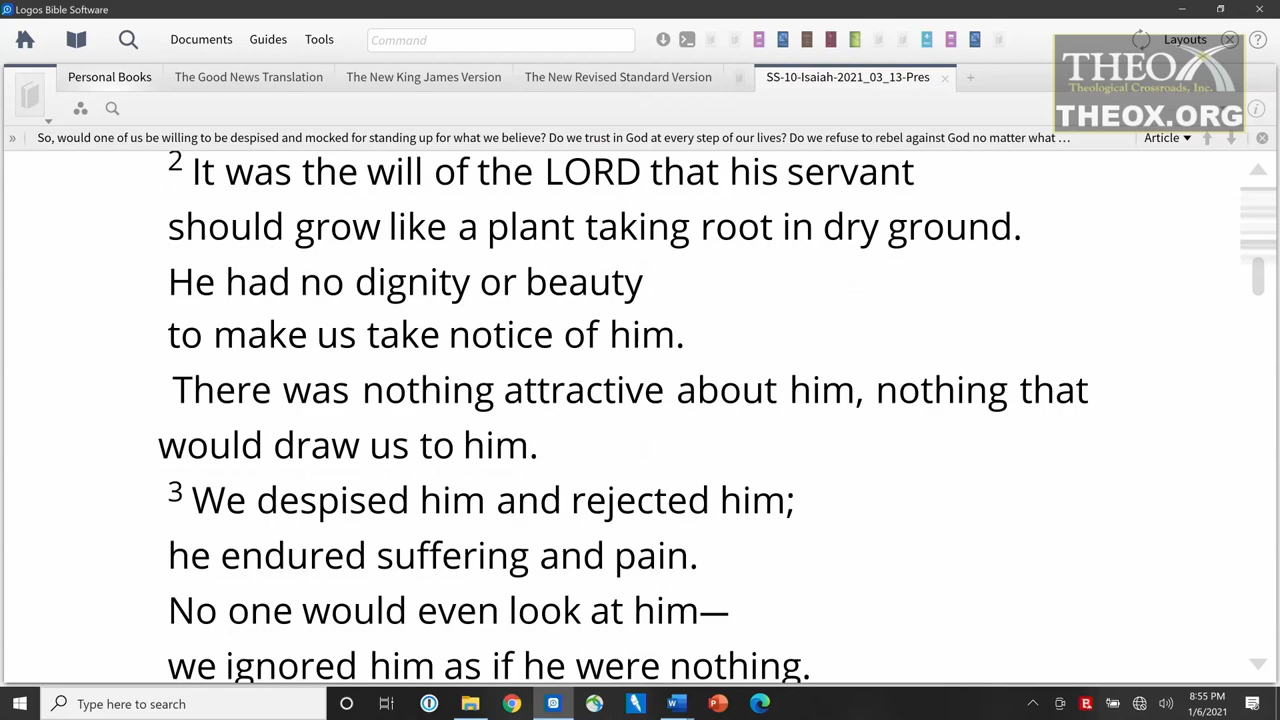 Logos Bible Software
Documents Guides Tools Command Layouts
THEOX
Theological Crossroads, Inc.
THEOX.ORG
Personal Books The Good News Translation The New King James Version The New Revised Standard Version SS-10-Isaiah-2021_03_13-Pres
So, would one of us be willing to be despised and mocked for standing up for what we believe? Do we trust in God at every step of our lives? Do we refuse to rebel against God no matter what … Article
2 It was the will of the LORD that his servant
should grow like a plant taking root in dry ground.
He had no dignity or beauty
to make us take notice of him.
There was nothing attractive about him, nothing that
would draw us to him.
3 We despised him and rejected him;
he endured suffering and pain.
No one would even look at him—
we ignored him as if he were nothing.
Type here to search
8:55 PM
1/6/2021